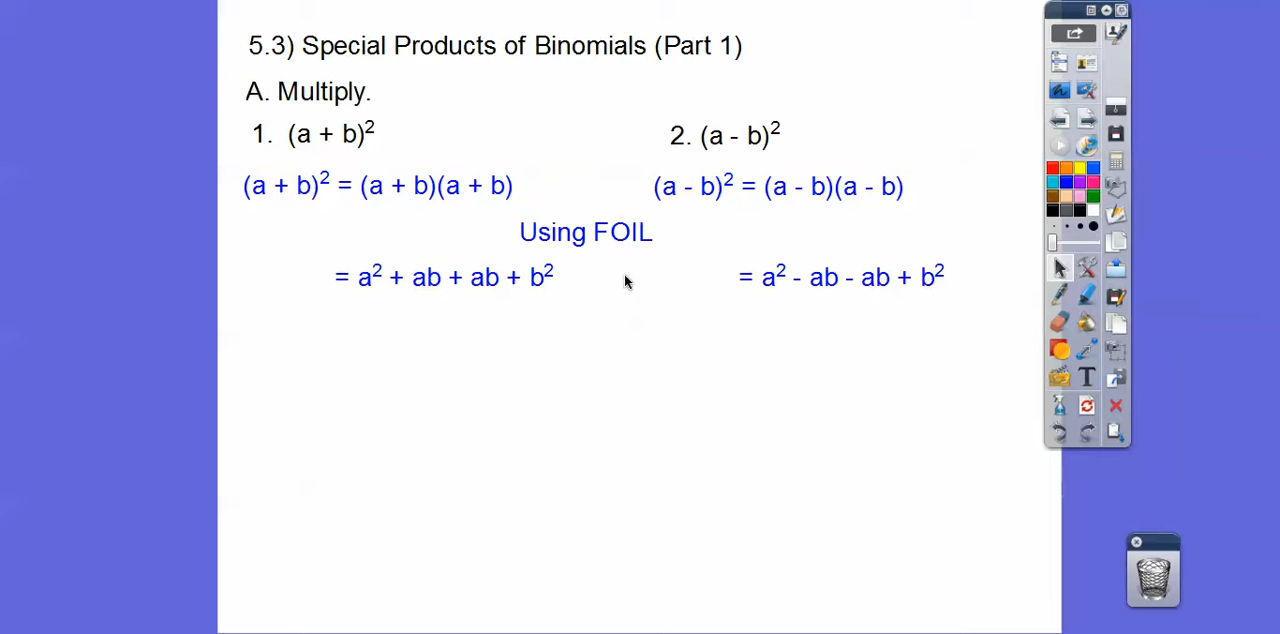 5.3) Special Products of Binomials (Part 1)
A. Multiply.
1. (a + b)²
2. (a - b)²
(a + b)² = (a + b)(a + b)
(a - b)² = (a - b)(a - b)
Using FOIL
= a² + ab + ab + b²
= a² - ab - ab + b²